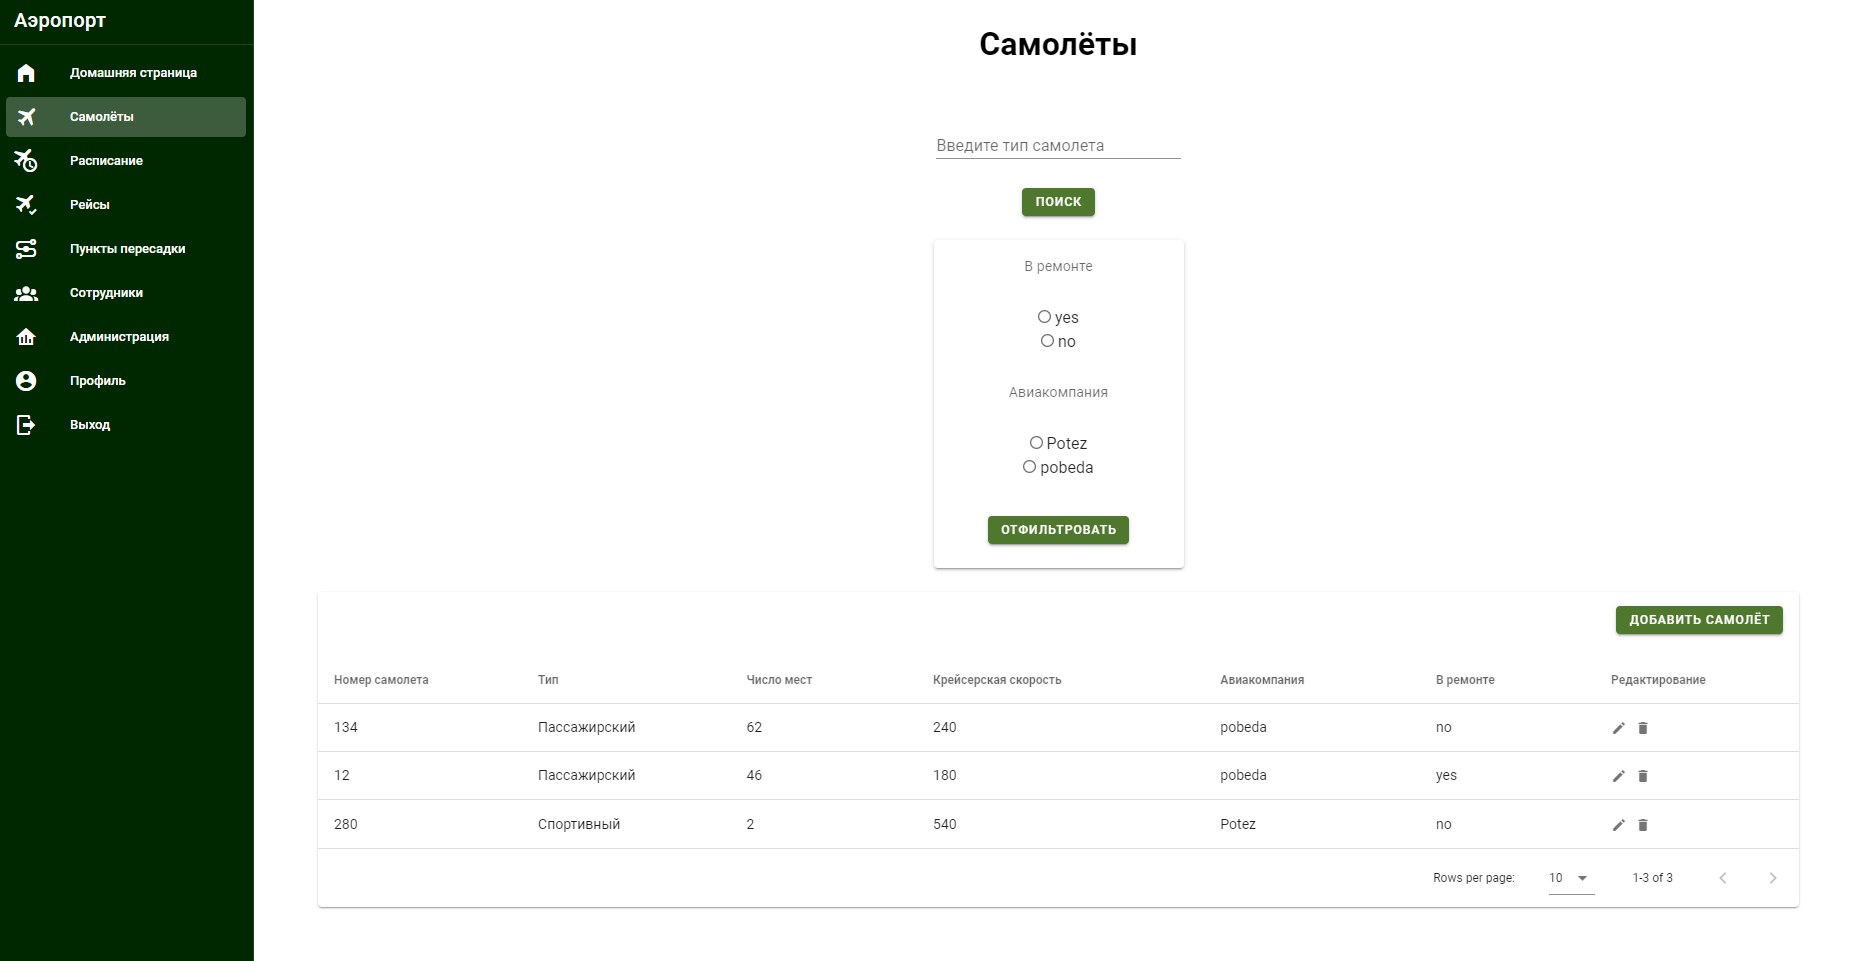 Аэропорт
Домашняя страница
Самолёты
Расписание
Рейсы
Пункты пересадки
Сотрудники
Администрация
Профиль
Выход
Самолёты
Введите тип самолета
ПОИСК
В ремонте
yes
no
Авиакомпания
Potez
pobeda
ОТФИЛЬТРОВАТЬ
ДОБАВИТЬ САМОЛЁТ
Номер самолета Тип Число мест Крейсерская скорость Авиакомпания В ремонте Редактирование
134 Пассажирский 62 240 pobeda no
12 Пассажирский 46 180 pobeda yes
280 Спортивный 2 540 Potez no
Rows per page: 10 1-3 of 3